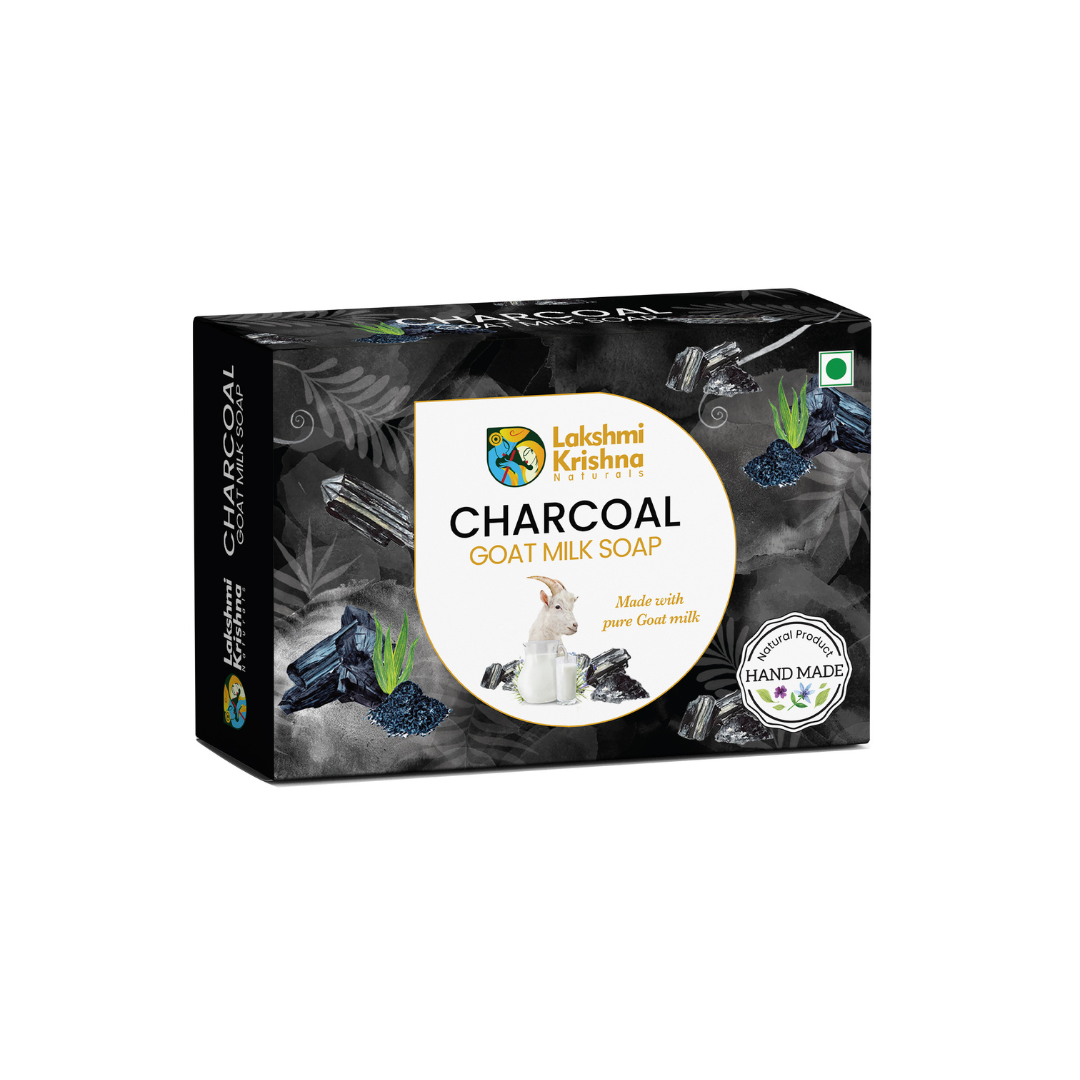 CHARCOAL
GOAT MILK SOAP
CHARCOAL
GOAT MILK SOAP
Lakshmi
Krishna
Naturals
Lakshmi
Krishna
Naturals
CHARCOAL
GOAT MILK SOAP
Made with
pure Goat milk
Natural Product
HAND MADE